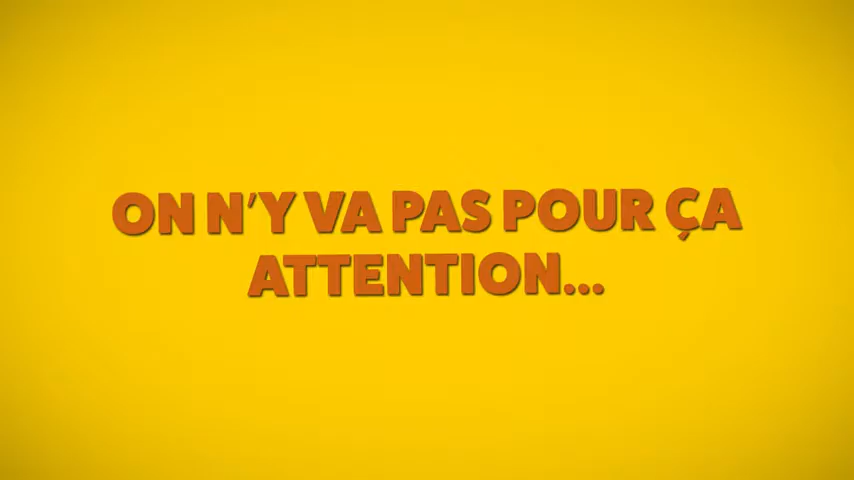 ON N'Y VA PAS POUR ÇA
ATTENTION...